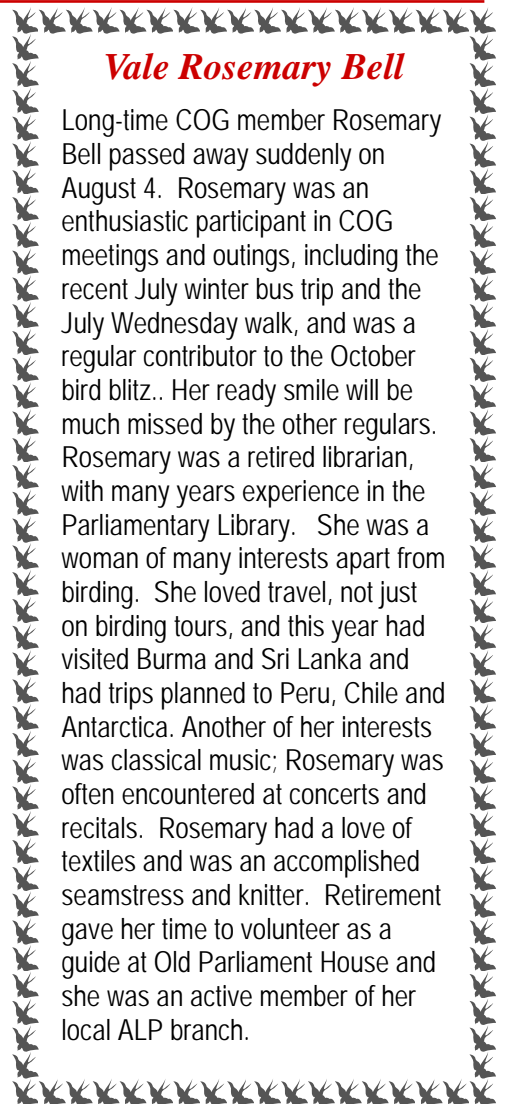 Vale Rosemary Bell
Long-time COG member Rosemary
Bell passed away suddenly on
August 4.  Rosemary was an
enthusiastic participant in COG
meetings and outings, including the
recent July winter bus trip and the
July Wednesday walk, and was a
regular contributor to the October
bird blitz.. Her ready smile will be
much missed by the other regulars.
Rosemary was a retired librarian,
with many years experience in the
Parliamentary Library.   She was a
woman of many interests apart from
birding.  She loved travel, not just
on birding tours, and this year had
visited Burma and Sri Lanka and
had trips planned to Peru, Chile and
Antarctica. Another of her interests
was classical music; Rosemary was
often encountered at concerts and
recitals.  Rosemary had a love of
textiles and was an accomplished
seamstress and knitter.  Retirement
gave her time to volunteer as a
guide at Old Parliament House and
she was an active member of her
local ALP branch.